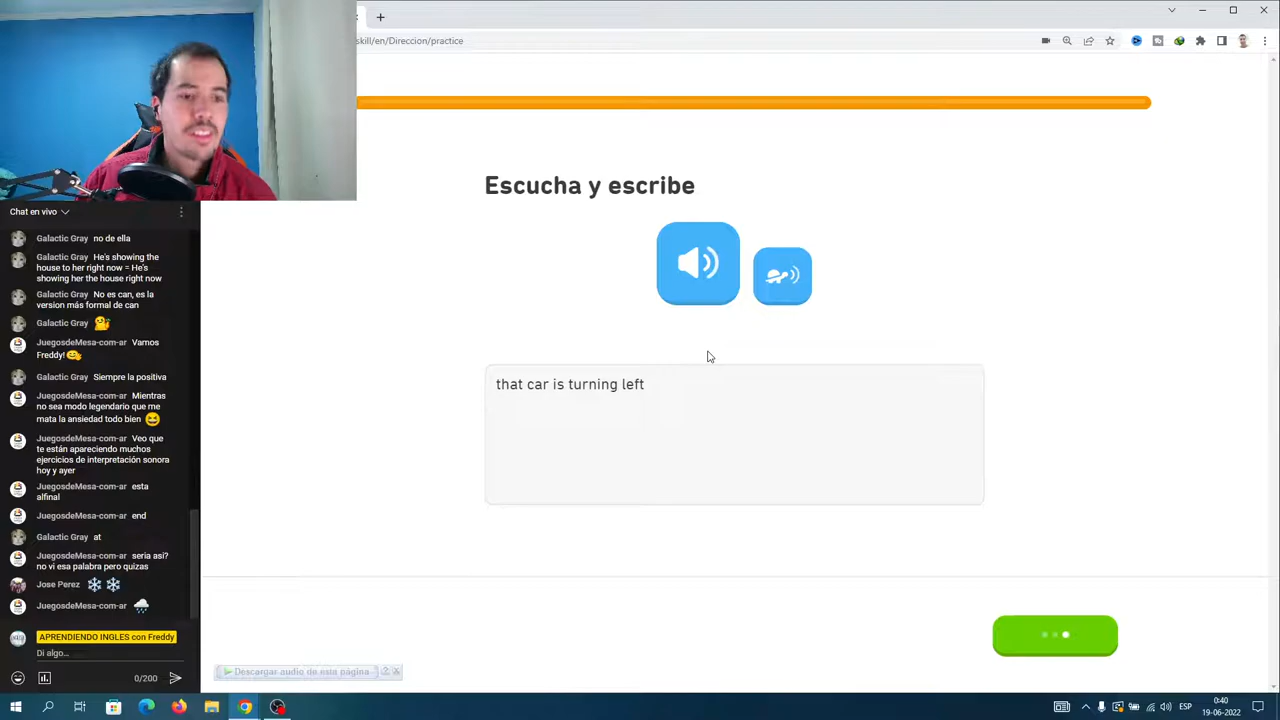 skill/en/Direccion/practice
Escucha y escribe
that car is turning left
Chat en vivo
Galactic Gray no de ella
Galactic Gray He's showing the
house to her right now = He's
showing her the house right now
Galactic Gray No es can, es la
version más formal de can
Galactic Gray
JuegosdeMesa-com-ar Vamos
Freddy!
Galactic Gray Siempre la positiva
JuegosdeMesa-com-ar Mientras
no sea modo legendario que me
mata la ansiedad todo bien
JuegosdeMesa-com-ar Veo que
te están apareciendo muchos
ejercicios de interpretación sonora
hoy y ayer
JuegosdeMesa-com-ar esta
alfinal
JuegosdeMesa-com-ar end
Galactic Gray at
JuegosdeMesa-com-ar seria asi?
no vi esa palabra pero quizas
Jose Perez
JuegosdeMesa-com-ar
APRENDIENDO INGLES con Freddy
Di algo...
0/200
Descargar audio de esta página
ESP
0:40
19-06-2022